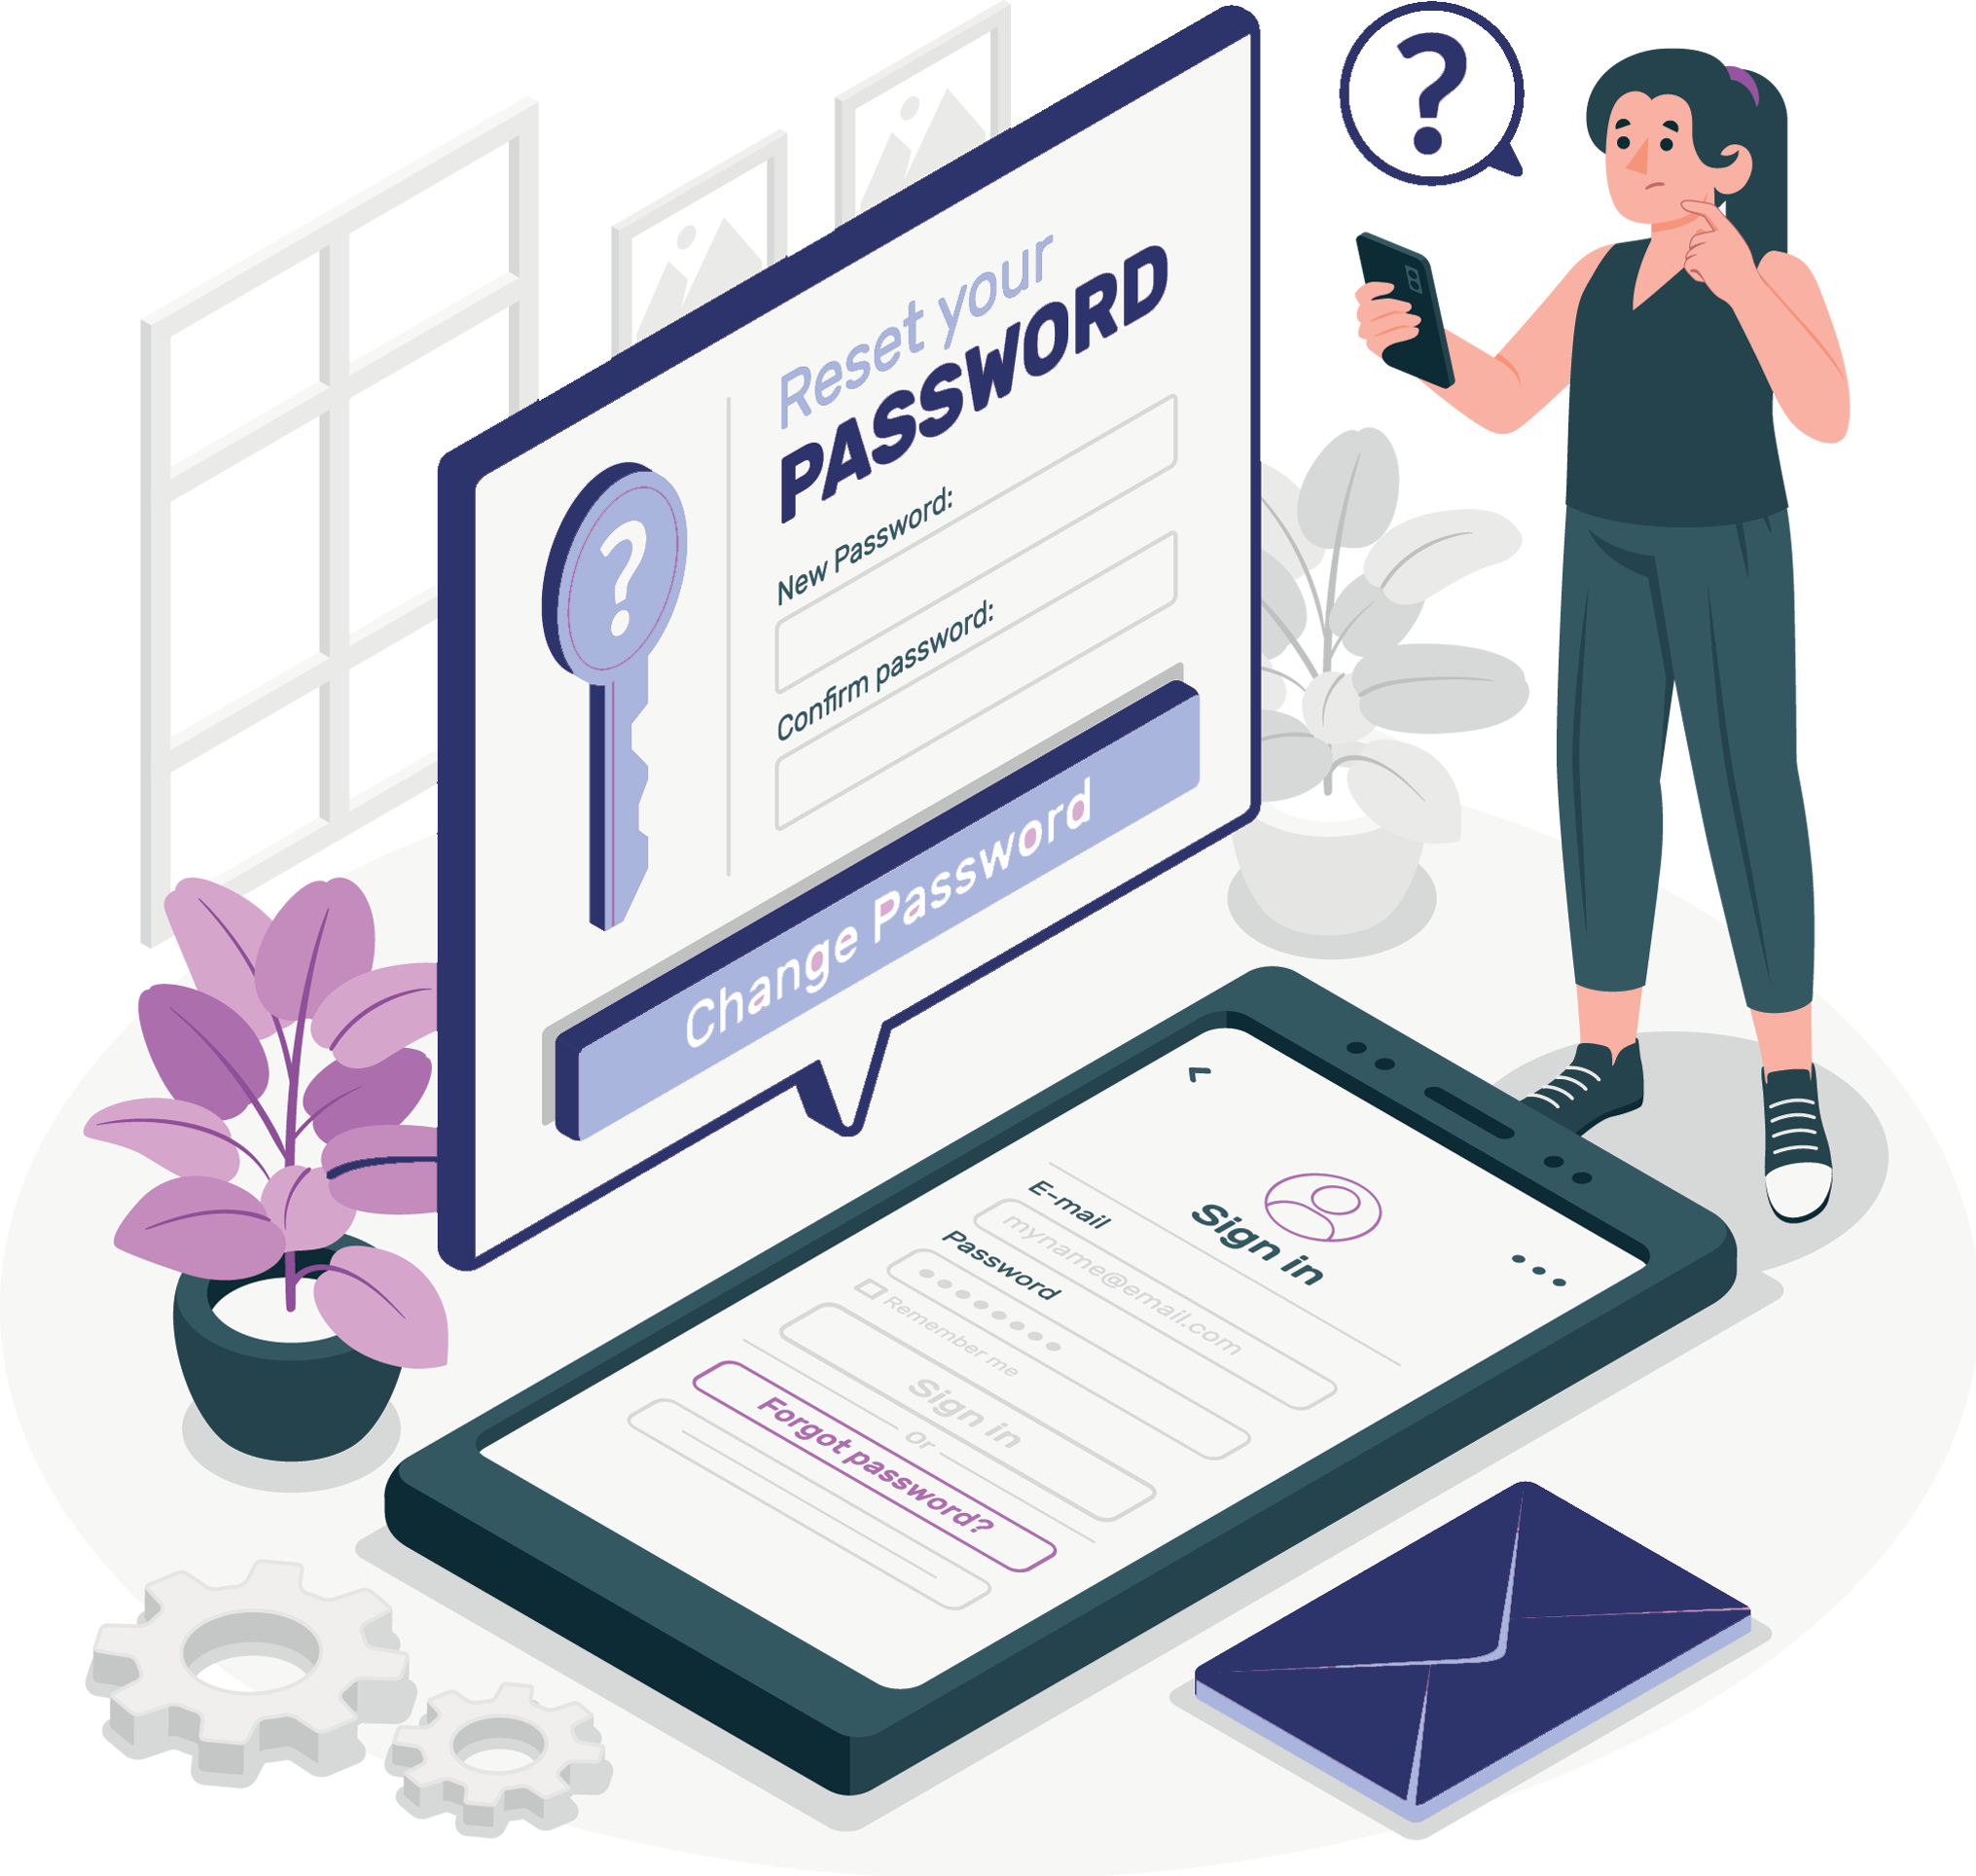 ?
Reset your
PASSWORD
New Password:
Confirm password:
?
Change Password
Sign in
E-mail
myname@email.com
Password
Remember me
Sign in
Or
Forgot password?